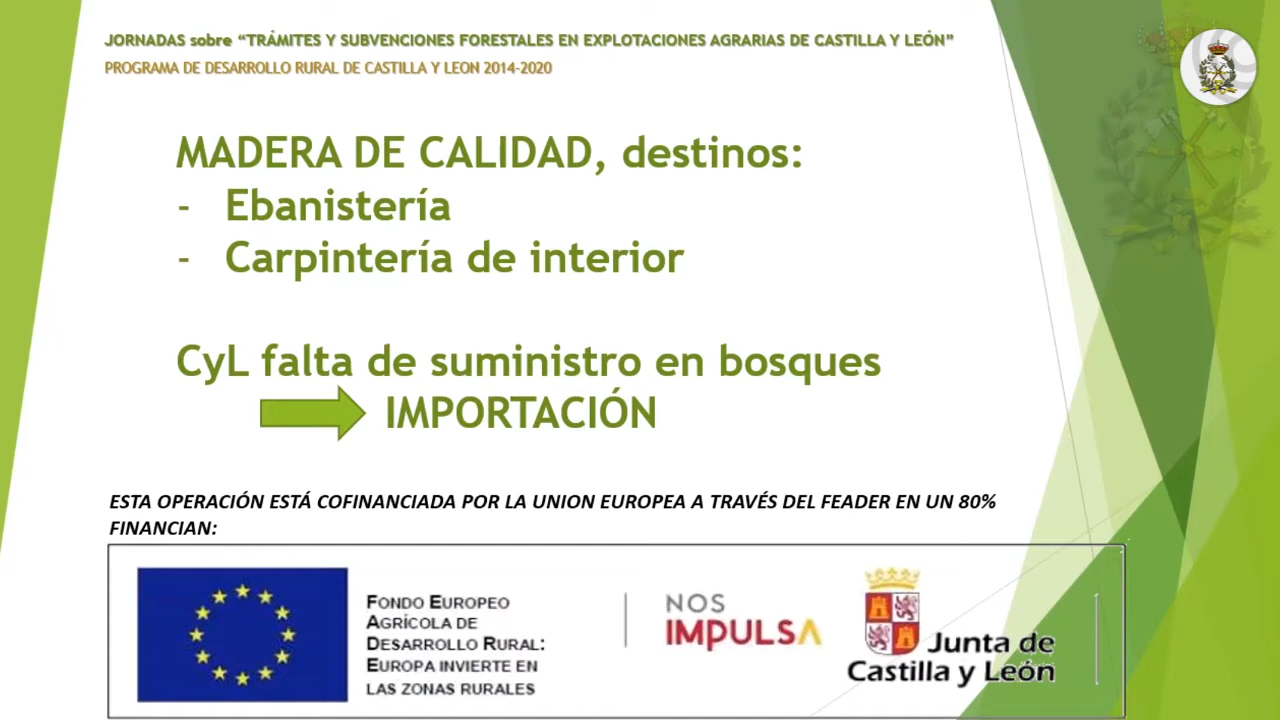 JORNADAS sobre “TRÁMITES Y SUBVENCIONES FORESTALES EN EXPLOTACIONES AGRARIAS DE CASTILLA Y LEÓN”
PROGRAMA DE DESARROLLO RURAL DE CASTILLA Y LEON 2014-2020
MADERA DE CALIDAD, destinos:
- Ebanistería
- Carpintería de interior
CyL falta de suministro en bosques
IMPORTACIÓN
ESTA OPERACIÓN ESTÁ COFINANCIADA POR LA UNION EUROPEA A TRAVÉS DEL FEADER EN UN 80%
FINANCIAN:
FONDO EUROPEO
AGRÍCOLA DE
DESARROLLO RURAL:
EUROPA INVIERTE EN
LAS ZONAS RURALES
NOS
IMPULSA
Junta de
Castilla y León